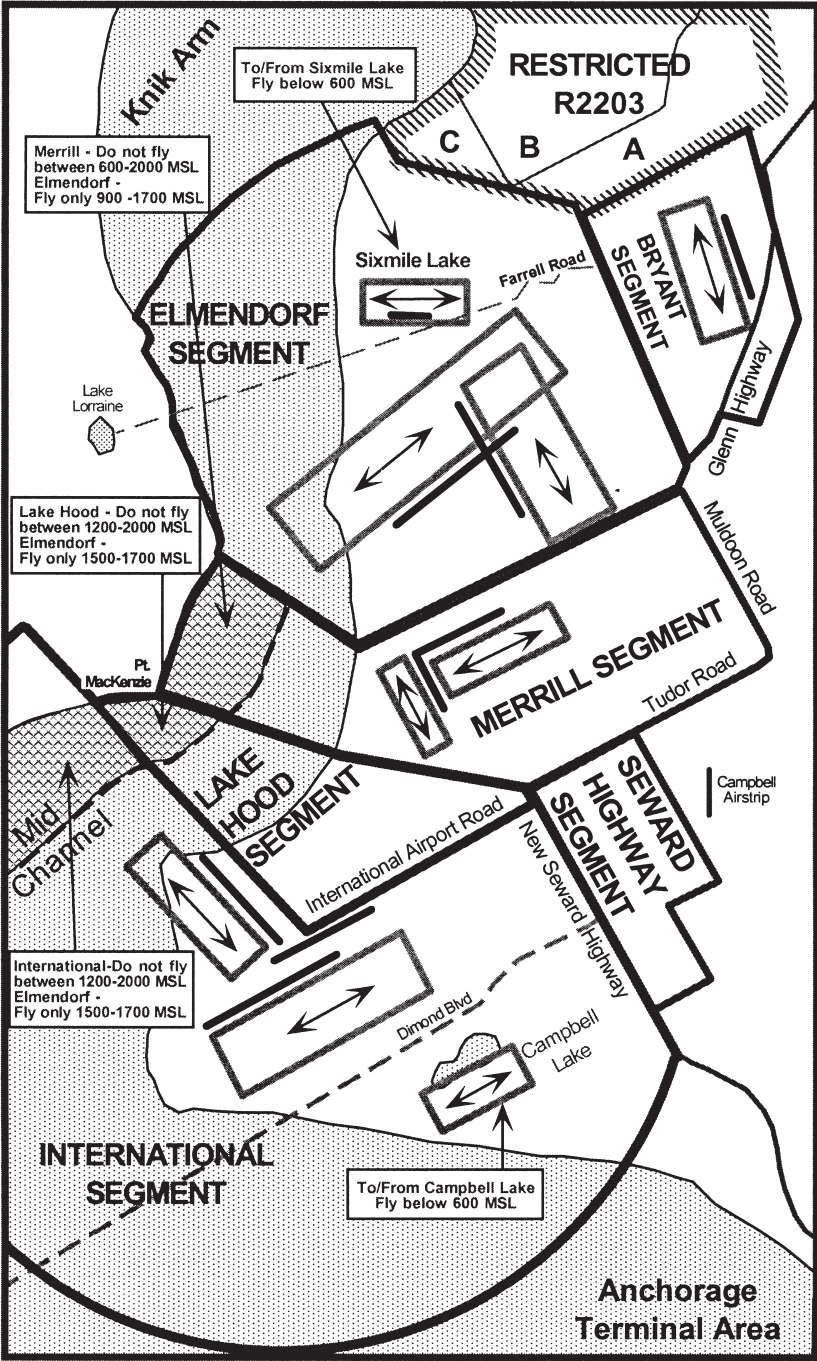 Knik Arm
To/From Sixmile Lake
Fly below 600 MSL
RESTRICTED
R2203
C
B
A
Merrill - Do not fly
between 600-2000 MSL
Elmendorf -
Fly only 900 -1700 MSL
Sixmile Lake
Farrell Road
BRYANT
SEGMENT
ELMENDORF
SEGMENT
Lake
Lorraine
Glenn Highway
Lake Hood - Do not fly
between 1200-2000 MSL
Elmendorf -
Fly only 1500-1700 MSL
Muldoon Road
Pt.
MacKenzie
MERRILL SEGMENT
Tudor Road
LAKE
HOOD
SEGMENT
SEWARD
HIGHWAY
SEGMENT
Campbell
Airstrip
Mid
Channel
International Airport Road
New Seward Highway
International-Do not fly
between 1200-2000 MSL
Elmendorf -
Fly only 1500-1700 MSL
Dimond Blvd
Campbell
Lake
INTERNATIONAL
SEGMENT
To/From Campbell Lake
Fly below 600 MSL
Anchorage
Terminal Area